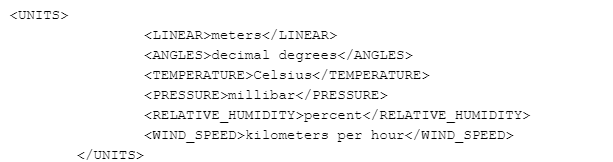 <UNITS>
<LINEAR>meters</LINEAR>
<ANGLES>decimal degrees</ANGLES>
<TEMPERATURE>Celsius</TEMPERATURE>
<PRESSURE>millibar</PRESSURE>
<RELATIVE_HUMIDITY>percent</RELATIVE_HUMIDITY>
<WIND_SPEED>kilometers per hour</WIND_SPEED>
</UNITS>